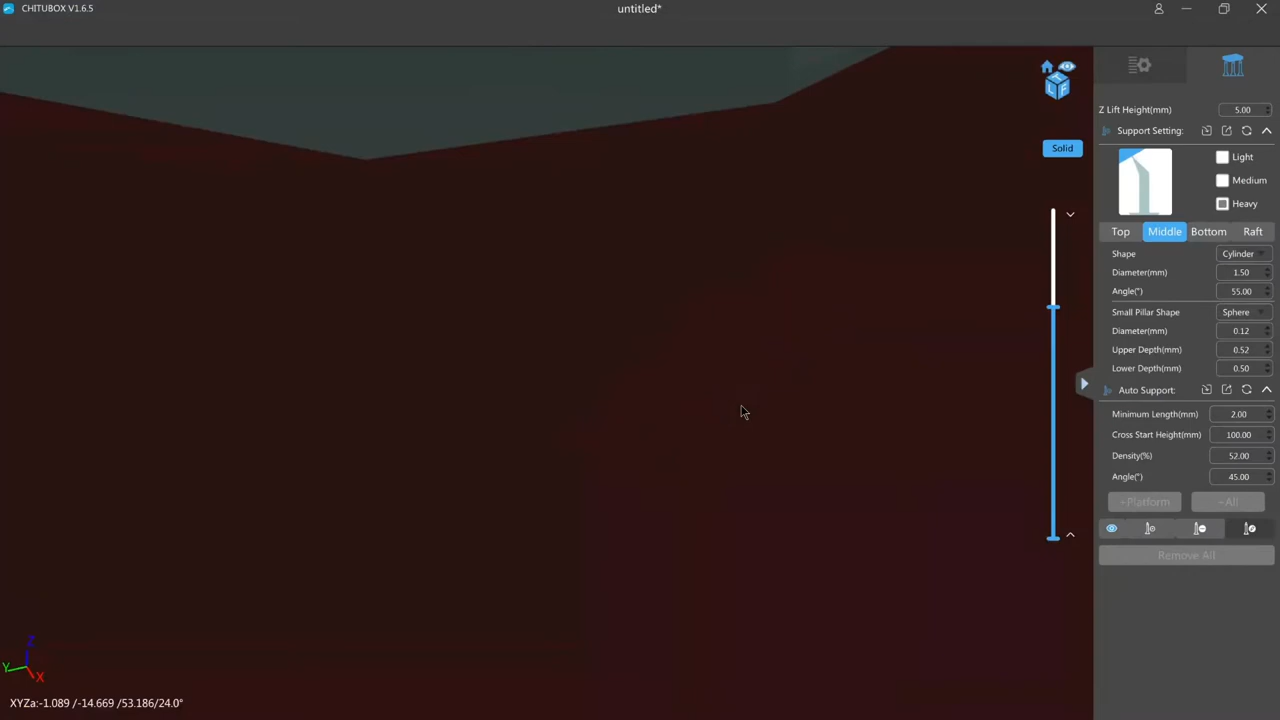 CHITUBOX V1.6.5
untitled*
Z Lift Height(mm) 5.00
Support Setting:
Light
Medium
Heavy
Top Middle Bottom Raft
Shape Cylinder
Diameter(mm) 1.50
Angle(°) 55.00
Small Pillar Shape Sphere
Diameter(mm) 0.12
Upper Depth(mm) 0.52
Lower Depth(mm) 0.50
Auto Support:
Minimum Length(mm) 2.00
Cross Start Height(mm) 100.00
Density(%) 52.00
Angle(°) 45.00
+Platform +All
Remove All
Solid
T
L F
Z
Y
X
XYZa:-1.089 /-14.669 /53.186/24.0°